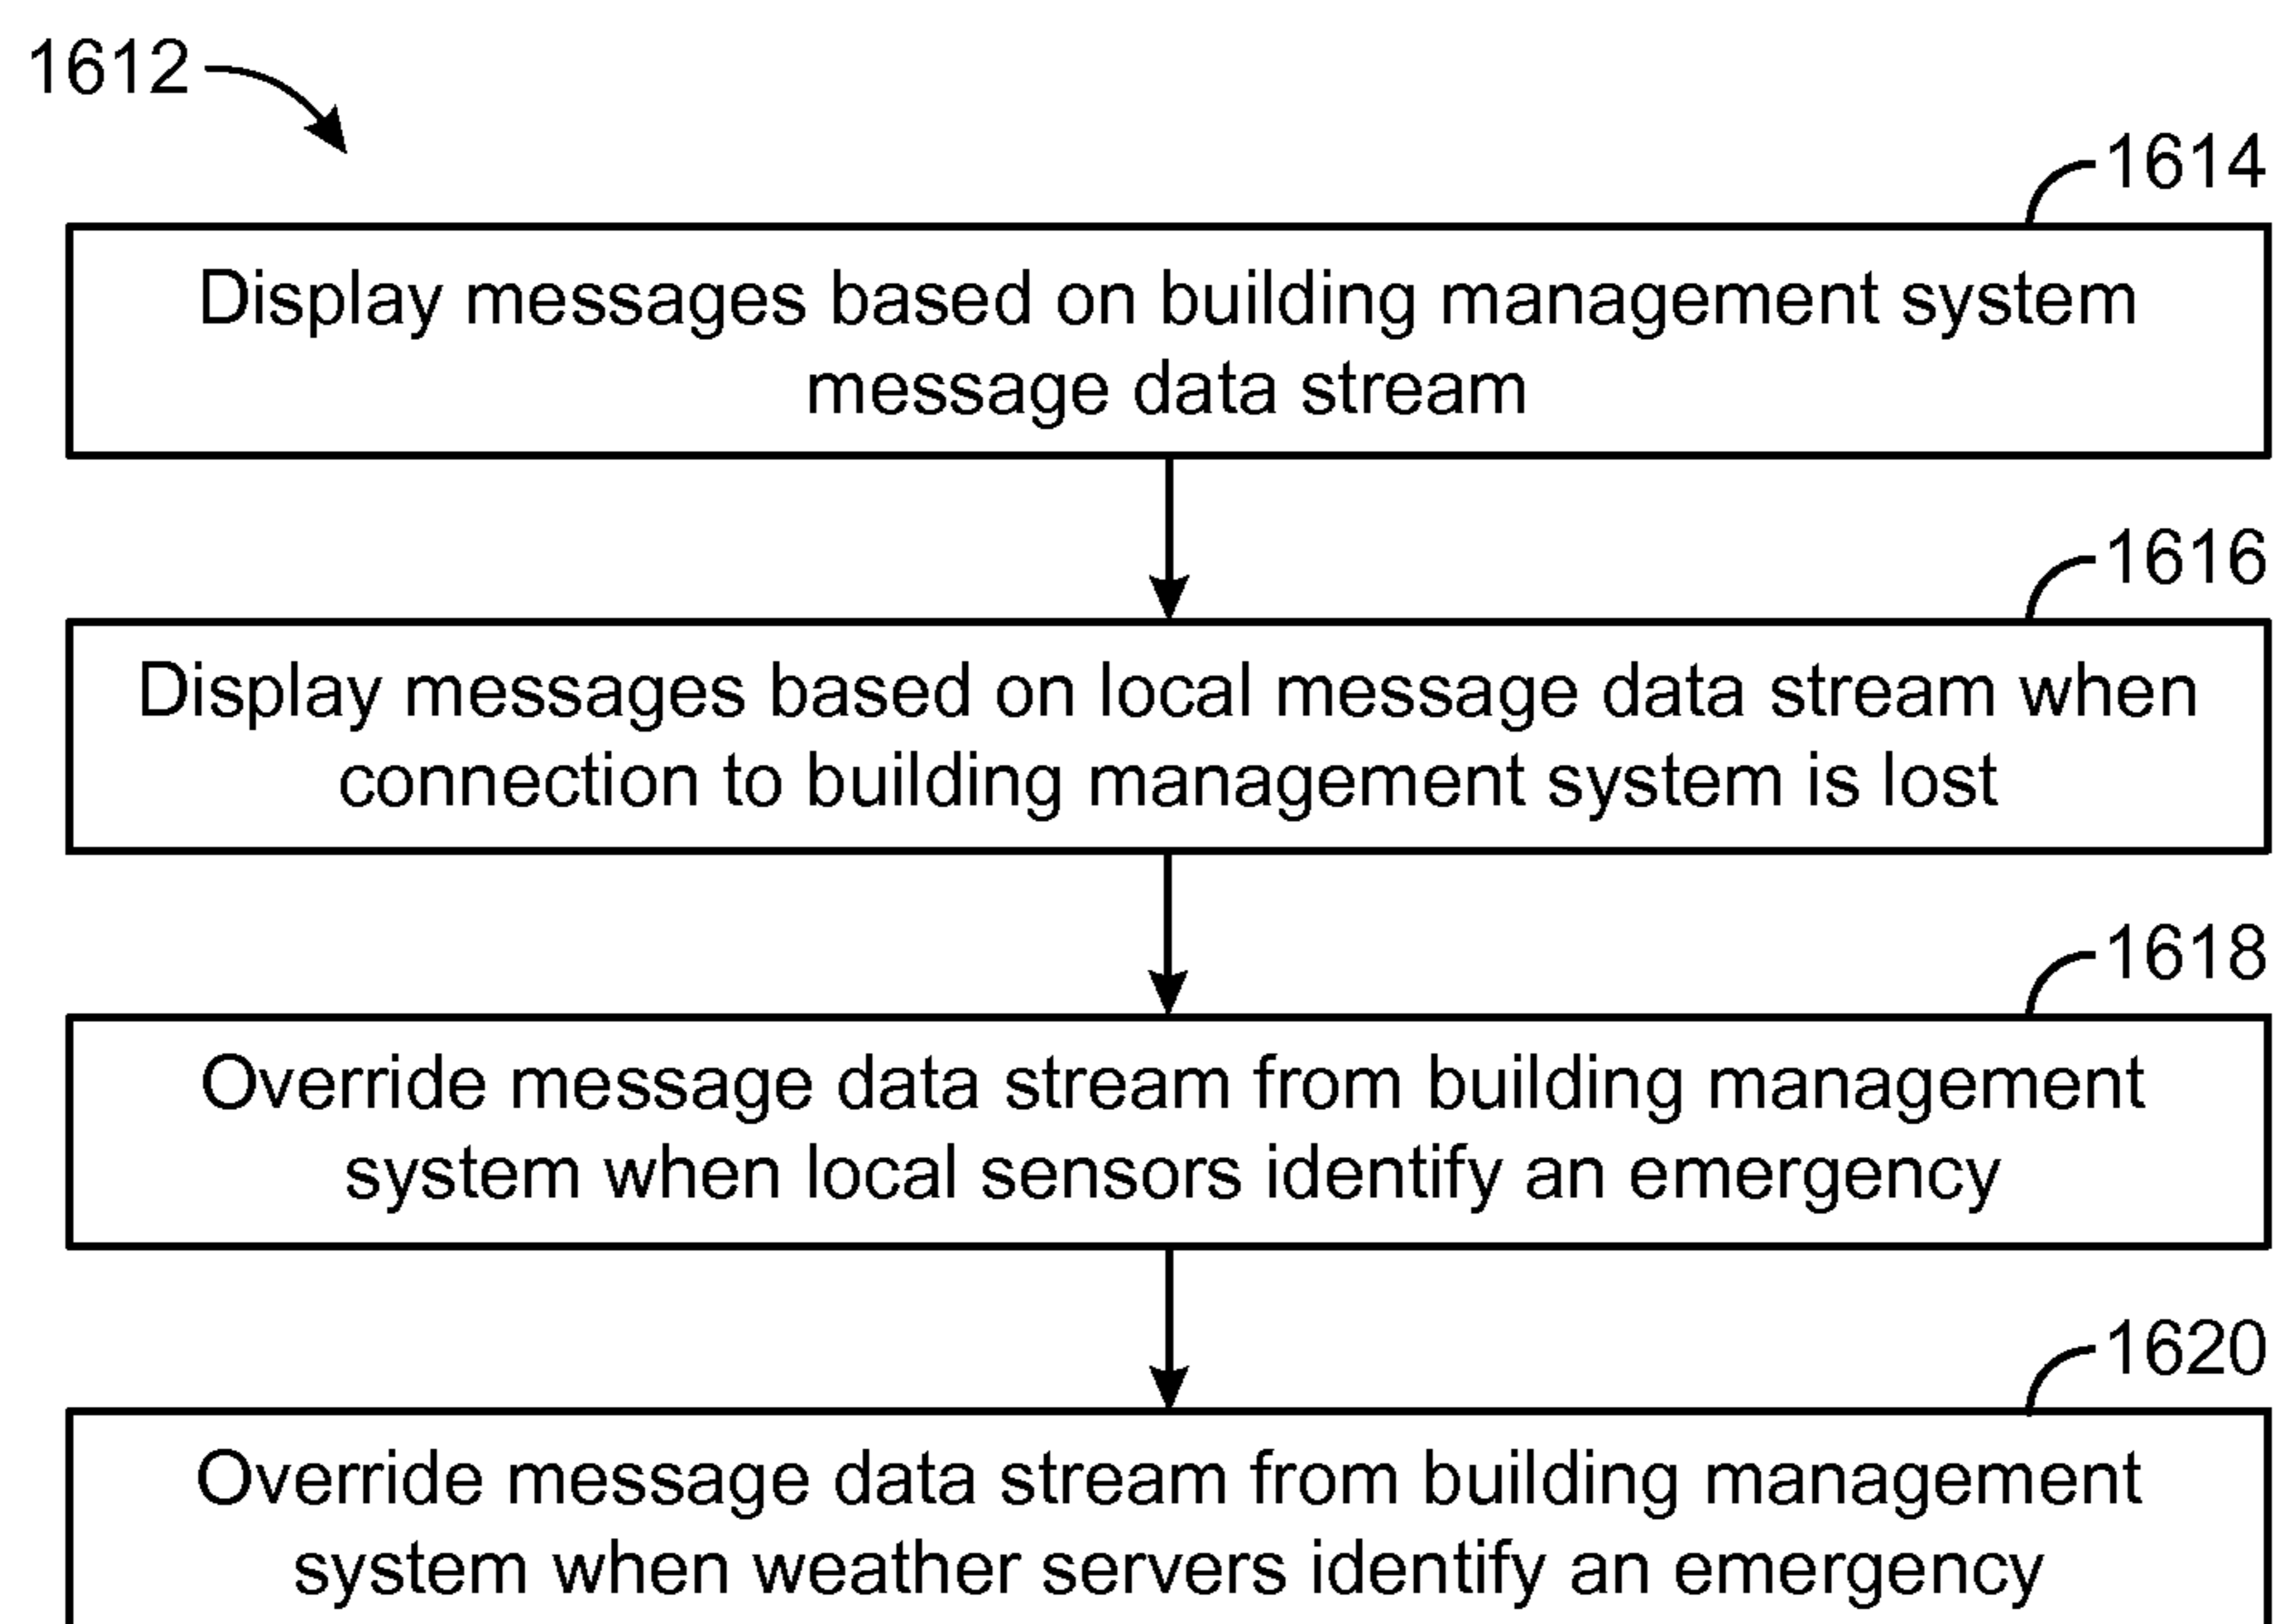 1612
1614
Display messages based on building management system
message data stream
1616
Display messages based on local message data stream when
connection to building management system is lost
1618
Override message data stream from building management
system when local sensors identify an emergency
1620
Override message data stream from building management
system when weather servers identify an emergency